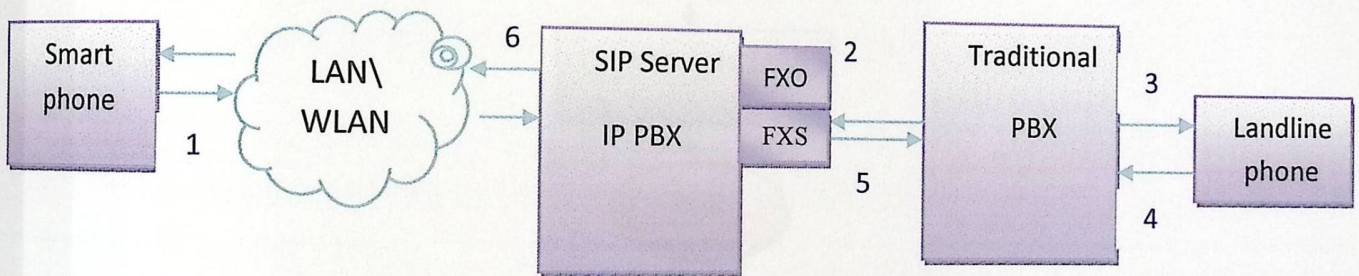 Smart
phone
1
LAN\
WLAN
6
SIP Server
IP PBX
FXO
FXS
2
5
Traditional
PBX
3
4
Landline
phone